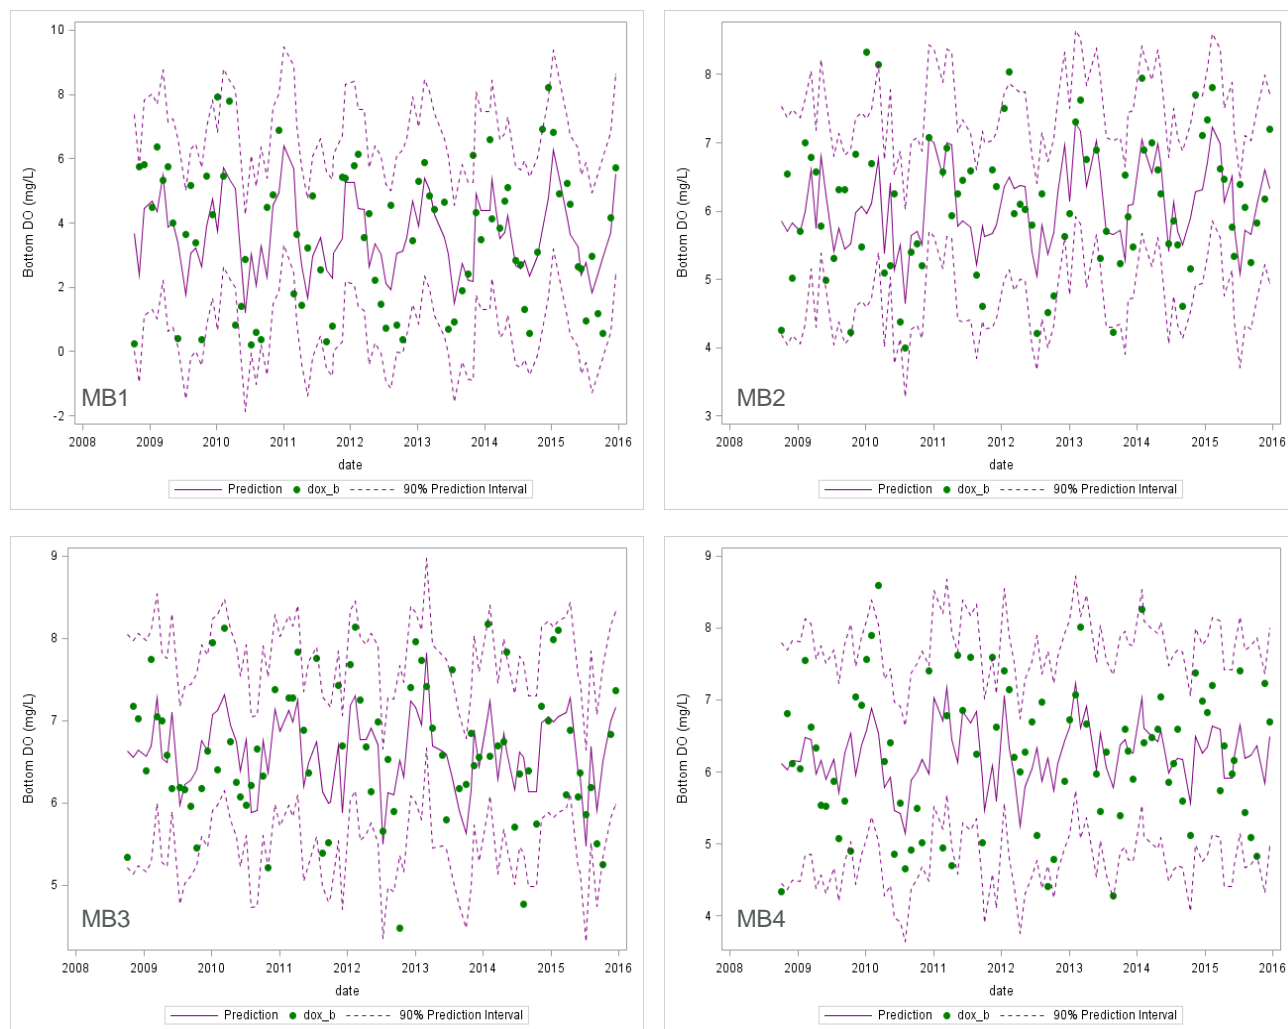 10
8
6
4
2
0
-2
Bottom DO (mg/L)
MB1
2008 2009 2010 2011 2012 2013 2014 2015 2016
date
Prediction dox_b 90% Prediction Interval
8
7
6
5
4
3
Bottom DO (mg/L)
MB2
2008 2009 2010 2011 2012 2013 2014 2015 2016
date
Prediction dox_b 90% Prediction Interval
9
8
7
6
5
Bottom DO (mg/L)
MB3
2008 2009 2010 2011 2012 2013 2014 2015 2016
date
Prediction dox_b 90% Prediction Interval
9
8
7
6
5
4
Bottom DO (mg/L)
MB4
2008 2009 2010 2011 2012 2013 2014 2015 2016
date
Prediction dox_b 90% Prediction Interval